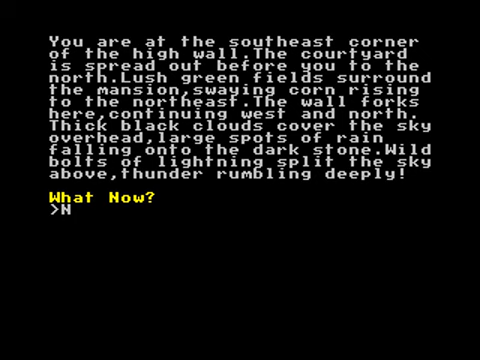 You are at the southeast corner
of the high wall.The courtyard
is spread out before you to the
north.Lush green fields surround
the mansion,swaying corn rising
to the northeast.The wall forks
here,continuing west and north.
Thick black clouds cover the sky
overhead,large spots of rain
falling onto the dark stone.Wild
bolts of lightning split the sky
above,thunder rumbling deeply!
What Now?
>N